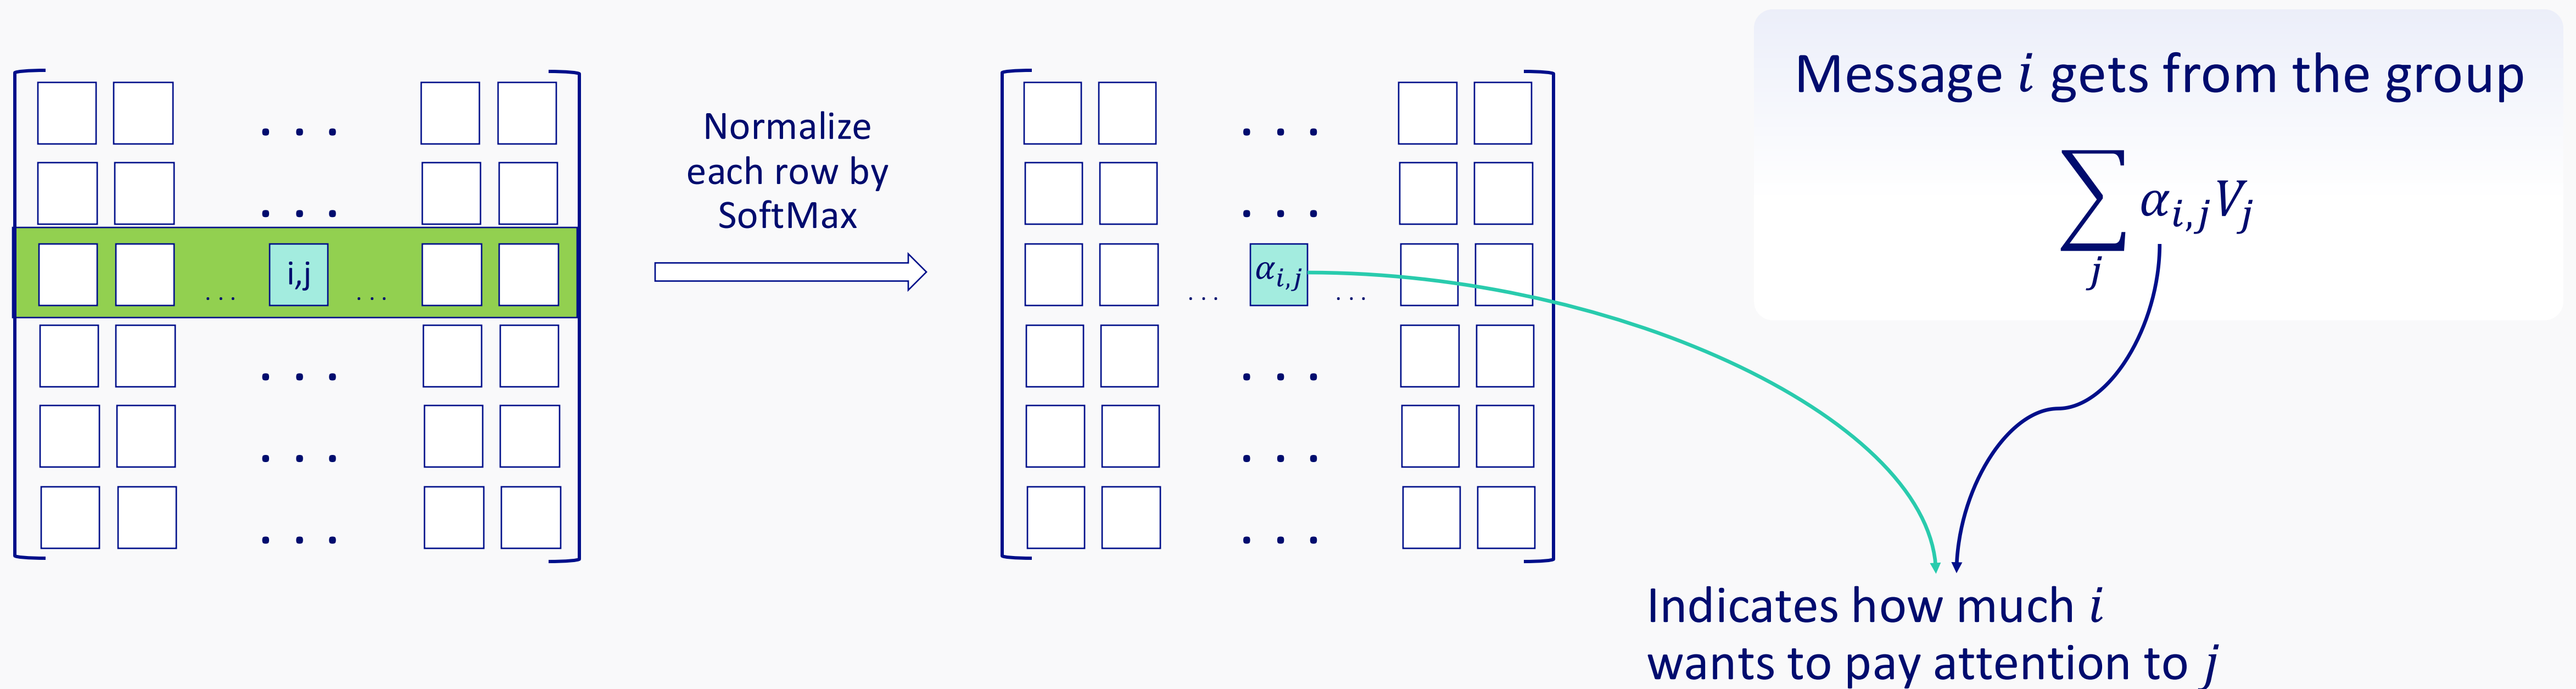 Message i gets from the group
∑_j α_{i,j} V_j
Normalize
each row by
SoftMax
. . .
. . .
. . .
. . .
. . . i,j . . .
. . . α_{i,j} . . .
. . .
. . .
. . .
. . .
. . .
. . .
Indicates how much i
wants to pay attention to j